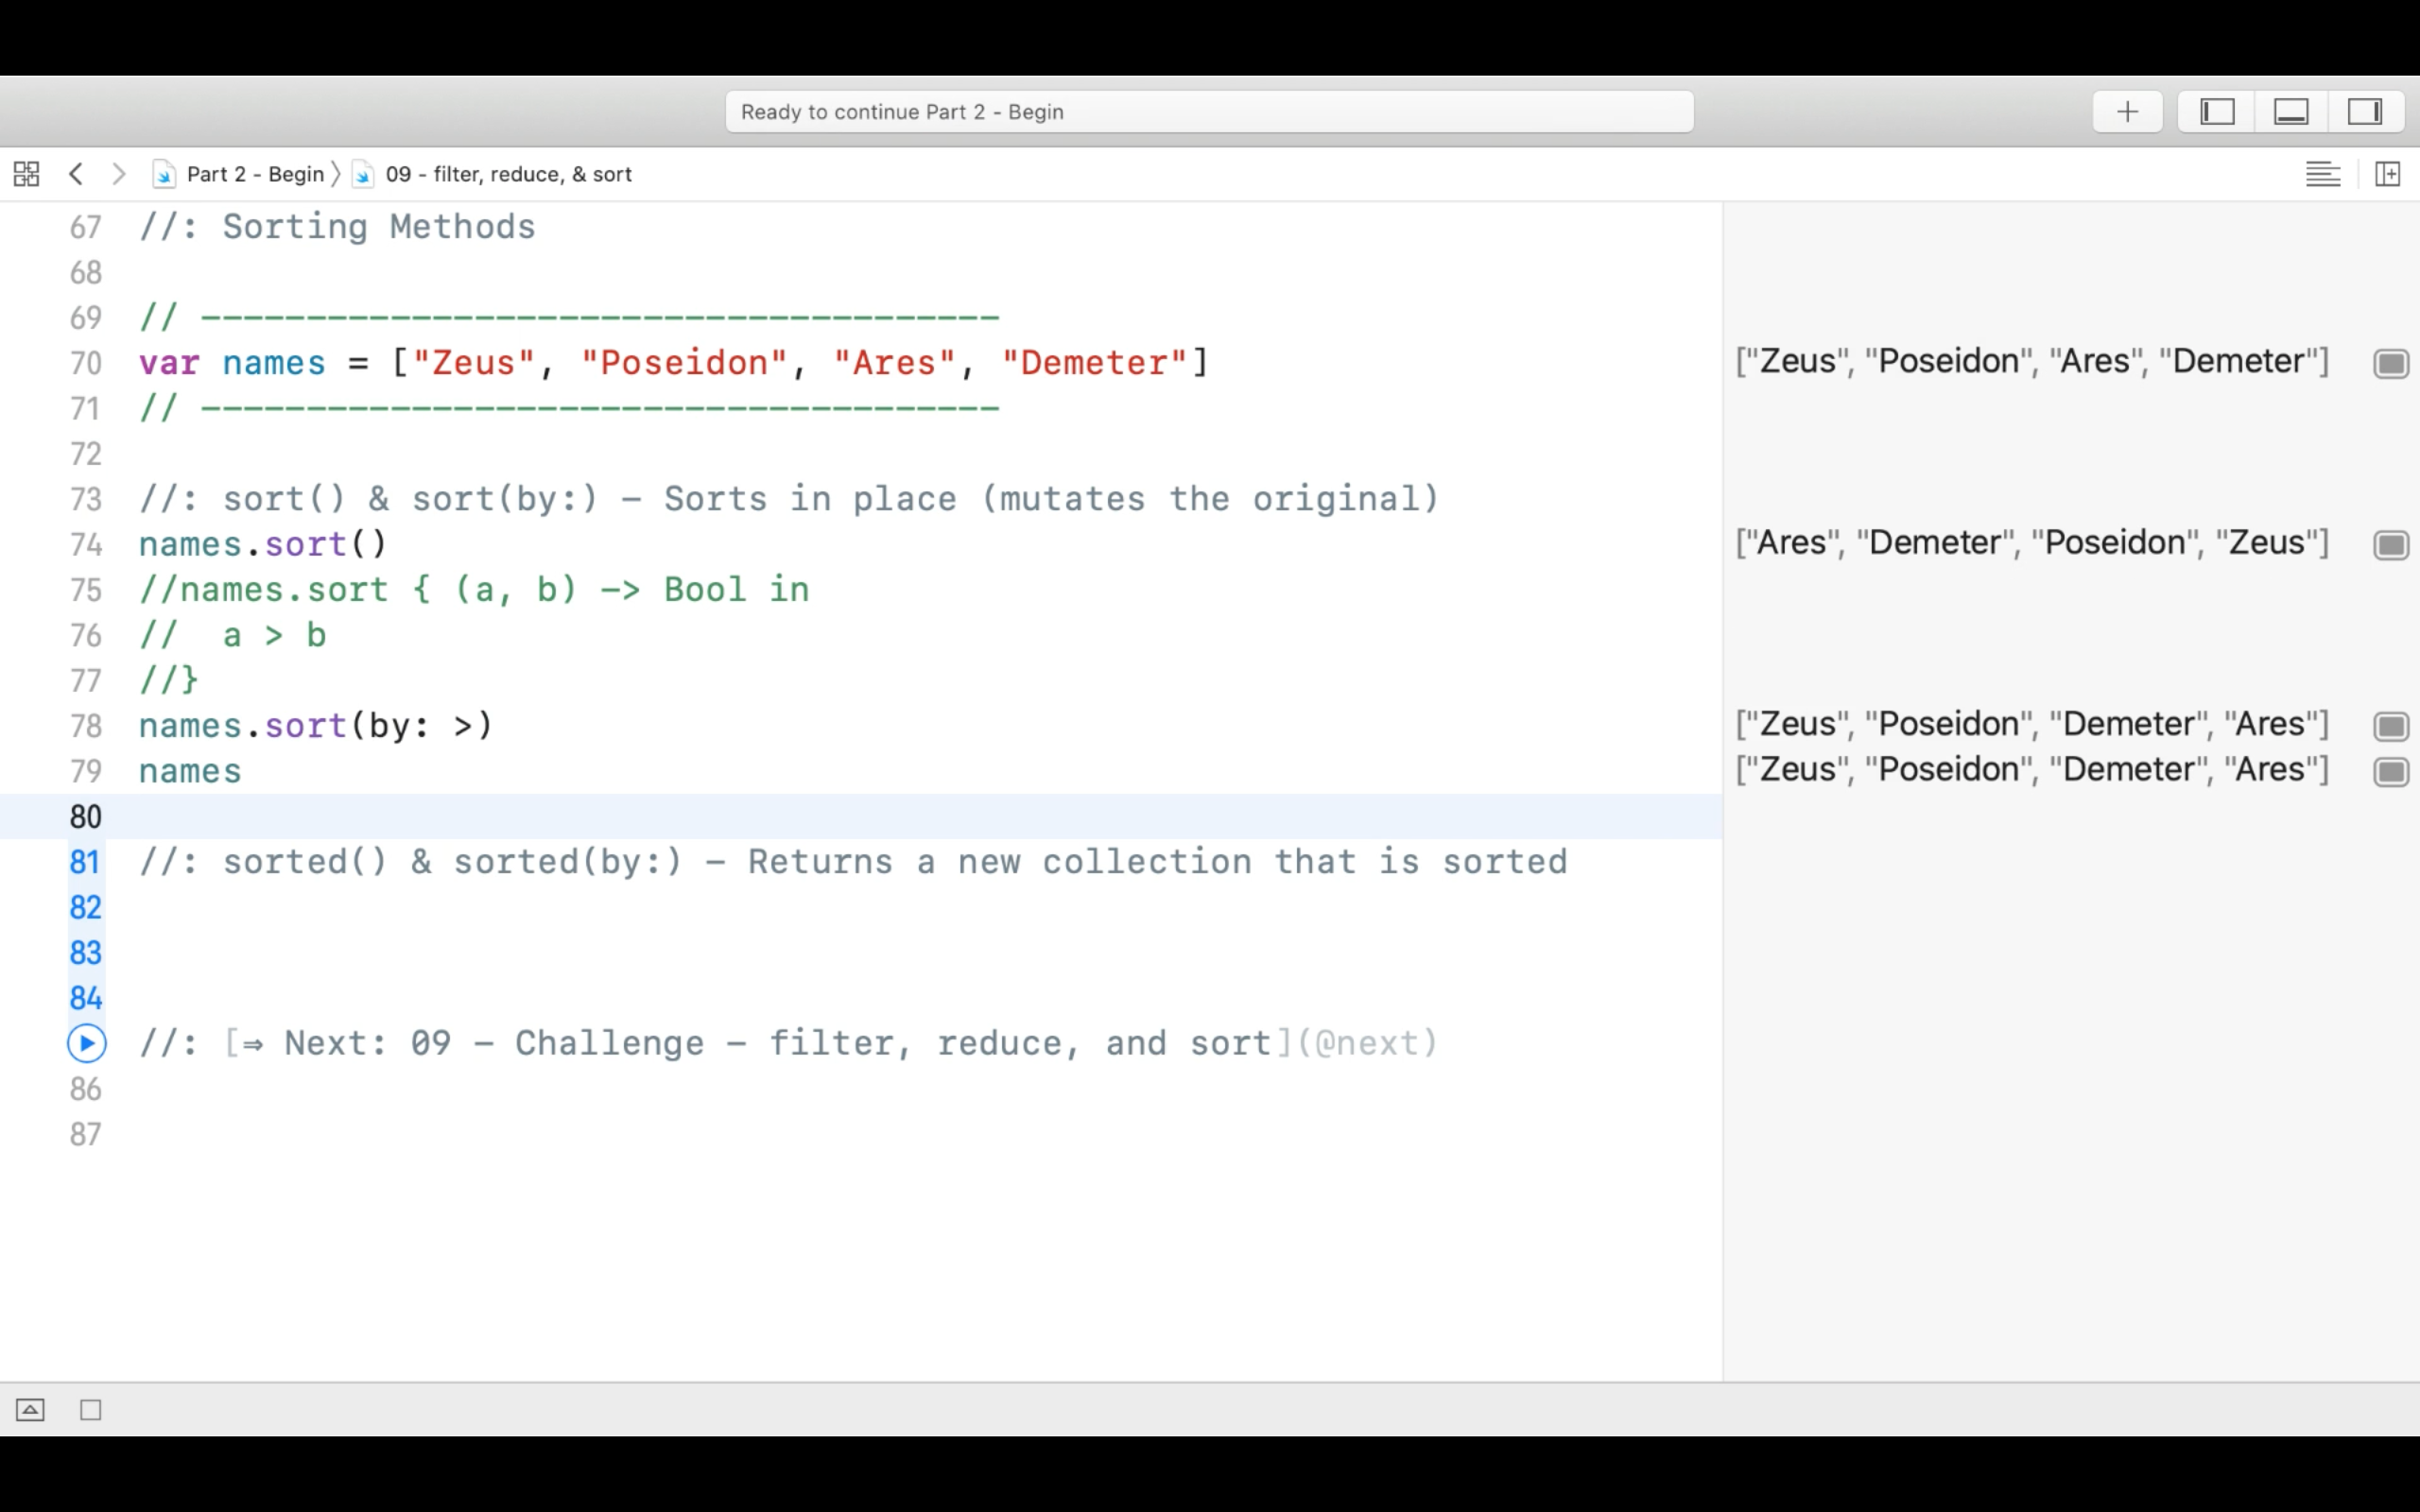 Ready to continue Part 2 - Begin
Part 2 - Begin 〉 09 - filter, reduce, & sort
67 //: Sorting Methods
68
69 // --------------------------------------
70 var names = ["Zeus", "Poseidon", "Ares", "Demeter"] ["Zeus", "Poseidon", "Ares", "Demeter"]
71 // --------------------------------------
72
73 //: sort() & sort(by:) – Sorts in place (mutates the original)
74 names.sort() ["Ares", "Demeter", "Poseidon", "Zeus"]
75 //names.sort { (a, b) -> Bool in
76 //  a > b
77 //}
78 names.sort(by: >) ["Zeus", "Poseidon", "Demeter", "Ares"]
79 names ["Zeus", "Poseidon", "Demeter", "Ares"]
80
81 //: sorted() & sorted(by:) – Returns a new collection that is sorted
82
83
84
//: [⇒ Next: 09 – Challenge – filter, reduce, and sort](@next)
86
87